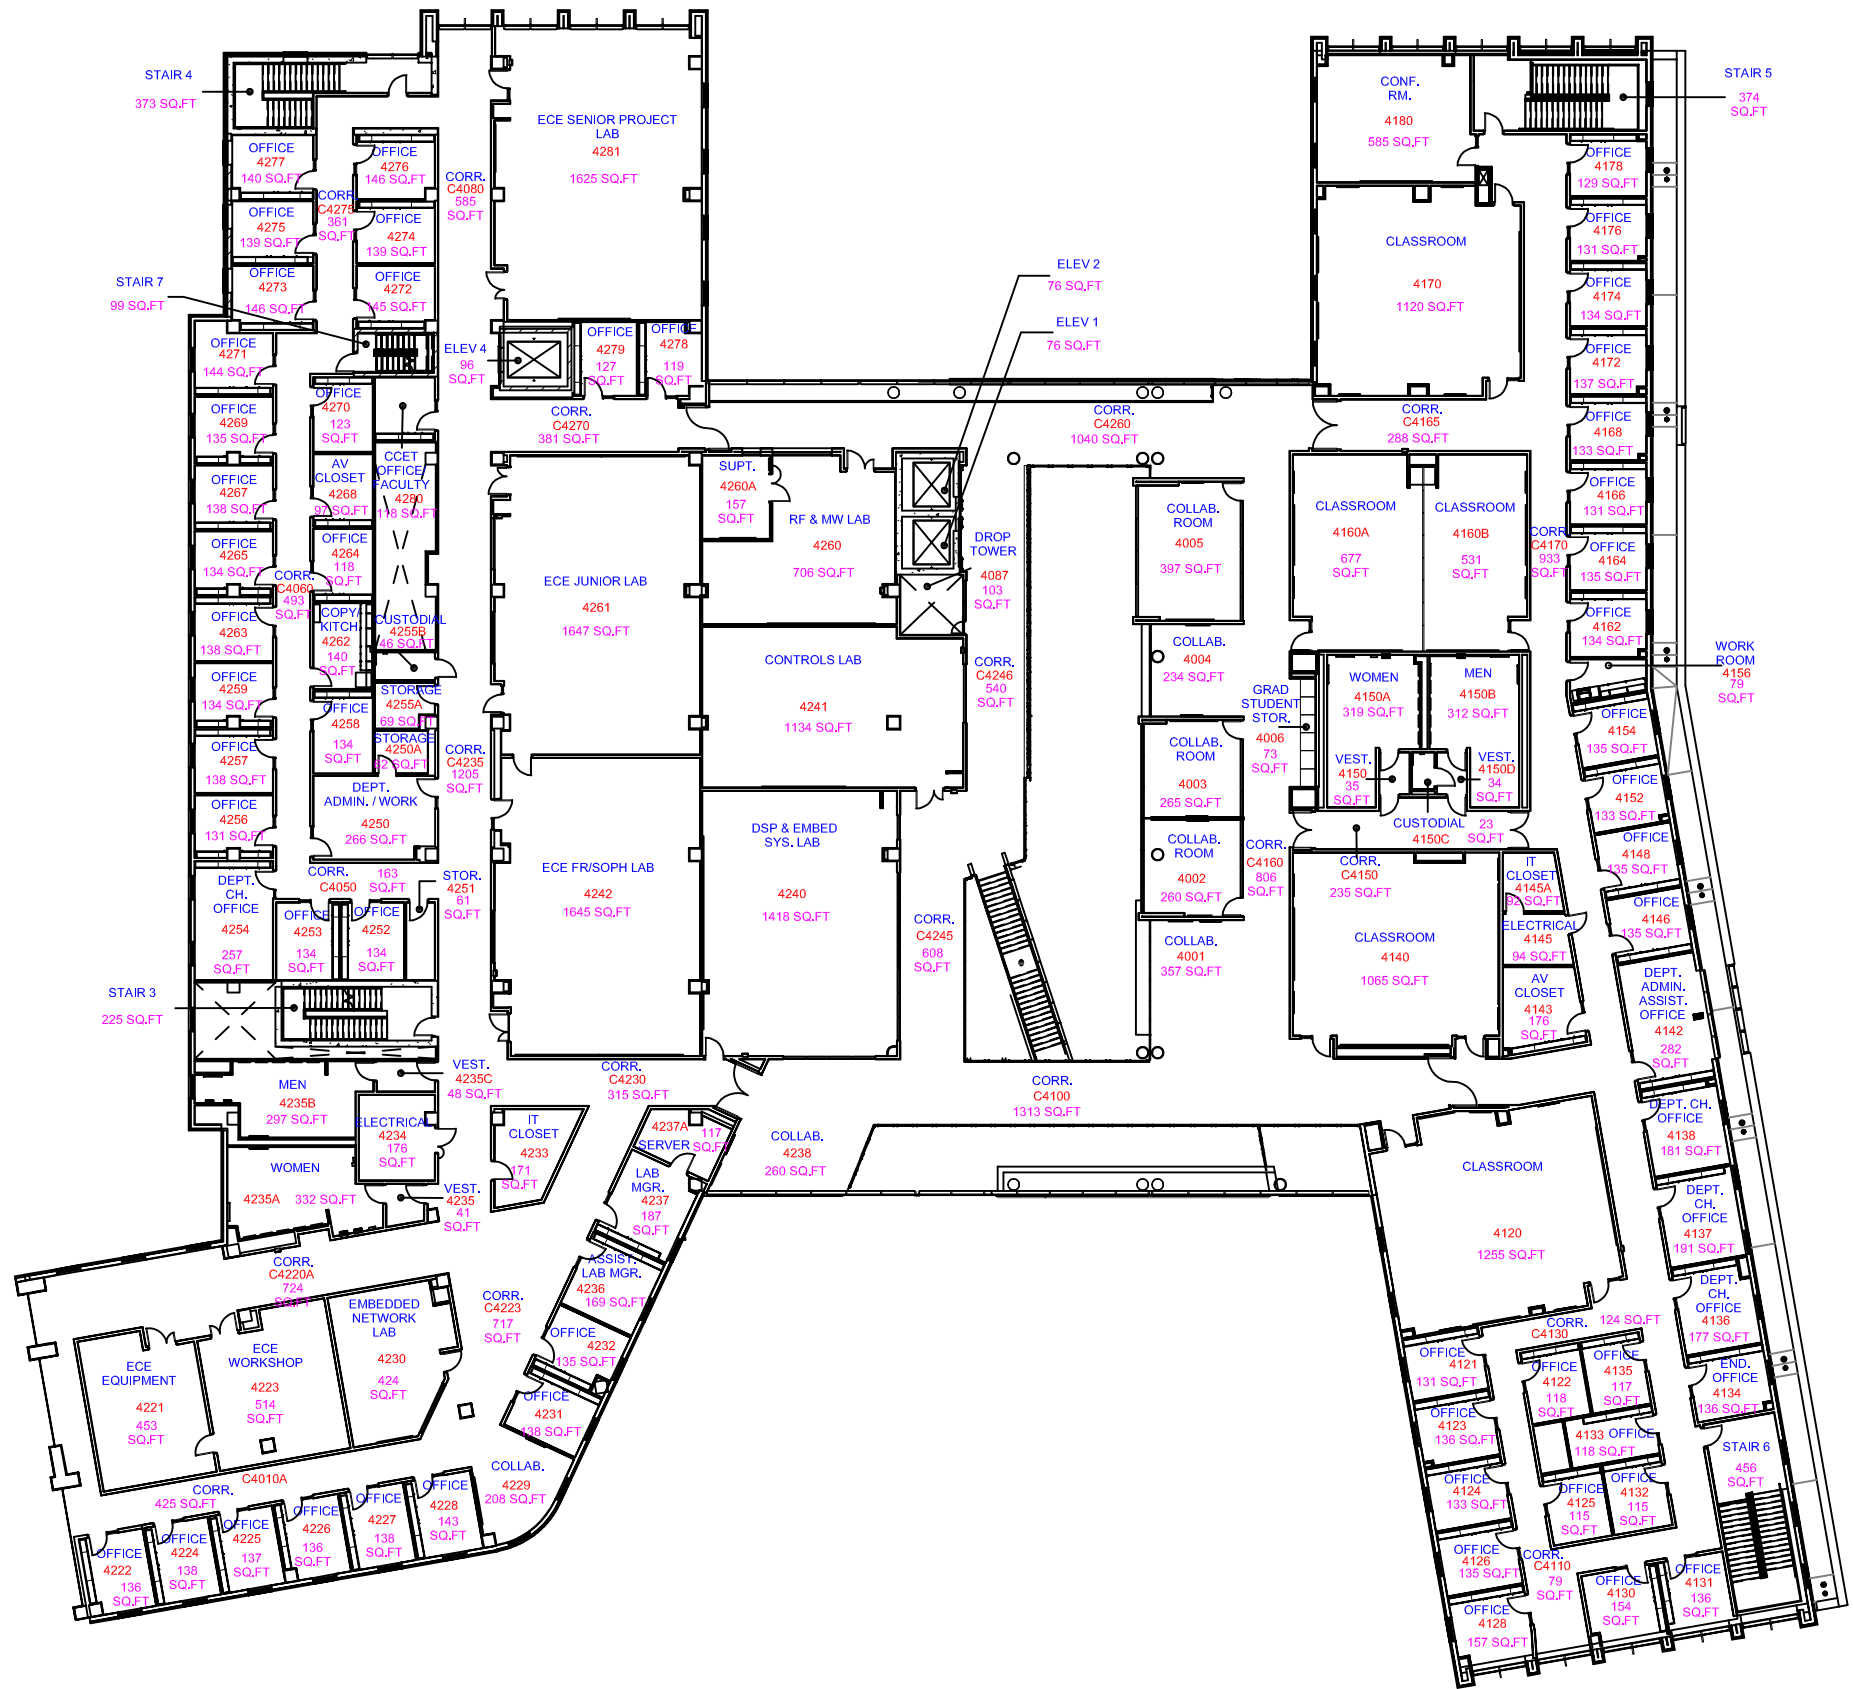 STAIR 4
373 SQ.FT
OFFICE
4277
140 SQ.FT
OFFICE
4276
146 SQ.FT
CORR.
C4275
361
SQ.FT
OFFICE
4275
139 SQ.FT
OFFICE
4274
139 SQ.FT
OFFICE
4273
146 SQ.FT
OFFICE
4272
145 SQ.FT
CORR.
C4080
585
SQ.FT
ECE SENIOR PROJECT
LAB
4281
1625 SQ.FT
STAIR 7
99 SQ.FT
ELEV 4
96
SQ.FT
OFFICE
4279
127
SQ.FT
OFFICE
4278
119
SQ.FT
ELEV 2
76 SQ.FT
ELEV 1
76 SQ.FT
CONF.
RM.
4180
585 SQ.FT
STAIR 5
374
SQ.FT
CLASSROOM
4170
1120 SQ.FT
OFFICE
4178
129 SQ.FT
OFFICE
4176
131 SQ.FT
OFFICE
4174
134 SQ.FT
OFFICE
4172
137 SQ.FT
OFFICE
4168
133 SQ.FT
OFFICE
4166
131 SQ.FT
OFFICE
4164
135 SQ.FT
OFFICE
4162
134 SQ.FT
WORK
ROOM
4156
79
SQ.FT
OFFICE
4271
144 SQ.FT
OFFICE
4269
135 SQ.FT
OFFICE
4267
138 SQ.FT
OFFICE
4265
134 SQ.FT
OFFICE
4263
138 SQ.FT
OFFICE
4259
134 SQ.FT
OFFICE
4257
138 SQ.FT
OFFICE
4256
131 SQ.FT
CORR.
C4060
493
SQ.FT
OFFICE
4270
123
SQ.FT
AV
CLOSET
4268
97 SQ.FT
OFFICE
4264
118
SQ.FT
COPY/
KITCH.
4262
140
SQ.FT
OFFICE
4258
134
SQ.FT
CCET
OFFICE/
FACULTY
4280
118 SQ.FT
CUSTODIAL
4255B
46 SQ.FT
STORAGE
4255A
69 SQ.FT
STORAGE
4250A
52 SQ.FT
DEPT.
ADMIN. / WORK
4250
266 SQ.FT
CORR.
C4235
1205
SQ.FT
CORR.
C4270
381 SQ.FT
CORR.
C4260
1040 SQ.FT
CORR.
C4165
288 SQ.FT
SUPT.
4260A
157
SQ.FT
RF & MW LAB
4260
706 SQ.FT
ECE JUNIOR LAB
4261
1647 SQ.FT
DROP
TOWER
4087
103
SQ.FT
CONTROLS LAB
4241
1134 SQ.FT
CORR.
C4246
540
SQ.FT
COLLAB.
ROOM
4005
397 SQ.FT
COLLAB.
4004
234 SQ.FT
COLLAB.
ROOM
4003
265 SQ.FT
COLLAB.
ROOM
4002
260 SQ.FT
COLLAB.
4001
357 SQ.FT
CLASSROOM
4160A
677
SQ.FT
CLASSROOM
4160B
531
SQ.FT
CORR.
C4170
933
SQ.FT
GRAD
STUDENT
STOR.
4006
73
SQ.FT
WOMEN
4150A
319 SQ.FT
MEN
4150B
312 SQ.FT
VEST.
4150
35
SQ.FT
VEST.
4150D
34
SQ.FT
CUSTODIAL
4150C
23
SQ.FT
CORR.
C4160
806
SQ.FT
CORR.
C4150
235 SQ.FT
OFFICE
4154
135 SQ.FT
OFFICE
4152
133 SQ.FT
OFFICE
4148
135 SQ.FT
OFFICE
4146
135 SQ.FT
IT
CLOSET
4145A
92 SQ.FT
ELECTRICAL
4145
94 SQ.FT
AV
CLOSET
4143
176
SQ.FT
DEPT.
ADMIN.
ASSIST.
OFFICE
4142
282
SQ.FT
CLASSROOM
4140
1065 SQ.FT
ECE FR/SOPH LAB
4242
1645 SQ.FT
DSP & EMBED
SYS. LAB
4240
1418 SQ.FT
CORR.
C4245
608
SQ.FT
DEPT.
CH.
OFFICE
4254
257
SQ.FT
CORR.
C4050
163
SQ.FT
STOR.
4251
61
SQ.FT
OFFICE
4253
134
SQ.FT
OFFICE
4252
134
SQ.FT
STAIR 3
225 SQ.FT
MEN
4235B
297 SQ.FT
VEST.
4235C
48 SQ.FT
ELECTRICAL
4234
176
SQ.FT
WOMEN
4235A
332 SQ.FT
VEST.
4235
41
SQ.FT
IT
CLOSET
4233
171
SQ.FT
CORR.
C4230
315 SQ.FT
4237A
SERVER
117
SQ.FT
LAB
MGR.
4237
187
SQ.FT
COLLAB.
4238
260 SQ.FT
CORR.
C4100
1313 SQ.FT
ASSIST.
LAB MGR.
4236
169 SQ.FT
OFFICE
4232
135 SQ.FT
OFFICE
4231
138 SQ.FT
CORR.
C4223
717
SQ.FT
CORR.
C4220A
724
SQ.FT
EMBEDDED
NETWORK
LAB
4230
424
SQ.FT
ECE
WORKSHOP
4223
514
SQ.FT
ECE
EQUIPMENT
4221
453
SQ.FT
C4010A
CORR.
425 SQ.FT
COLLAB.
4229
208 SQ.FT
OFFICE
4228
143
SQ.FT
OFFICE
4227
138
SQ.FT
OFFICE
4226
136
SQ.FT
OFFICE
4225
137
SQ.FT
OFFICE
4224
138
SQ.FT
OFFICE
4222
136
SQ.FT
CLASSROOM
4120
1255 SQ.FT
DEPT. CH.
OFFICE
4138
181 SQ.FT
DEPT.
CH.
OFFICE
4137
191 SQ.FT
DEPT.
CH.
OFFICE
4136
177 SQ.FT
END.
OFFICE
4134
136 SQ.FT
124 SQ.FT
CORR.
C4130
OFFICE
4121
131 SQ.FT
OFFICE
4122
118
SQ.FT
OFFICE
4135
117
SQ.FT
OFFICE
4123
136 SQ.FT
4133 OFFICE
118 SQ.FT
OFFICE
4124
133 SQ.FT
OFFICE
4125
115
SQ.FT
OFFICE
4132
115
SQ.FT
STAIR 6
456
SQ.FT
OFFICE
4126
135 SQ.FT
CORR.
C4110
79
SQ.FT
OFFICE
4128
157 SQ.FT
OFFICE
4130
154
SQ.FT
OFFICE
4131
136
SQ.FT